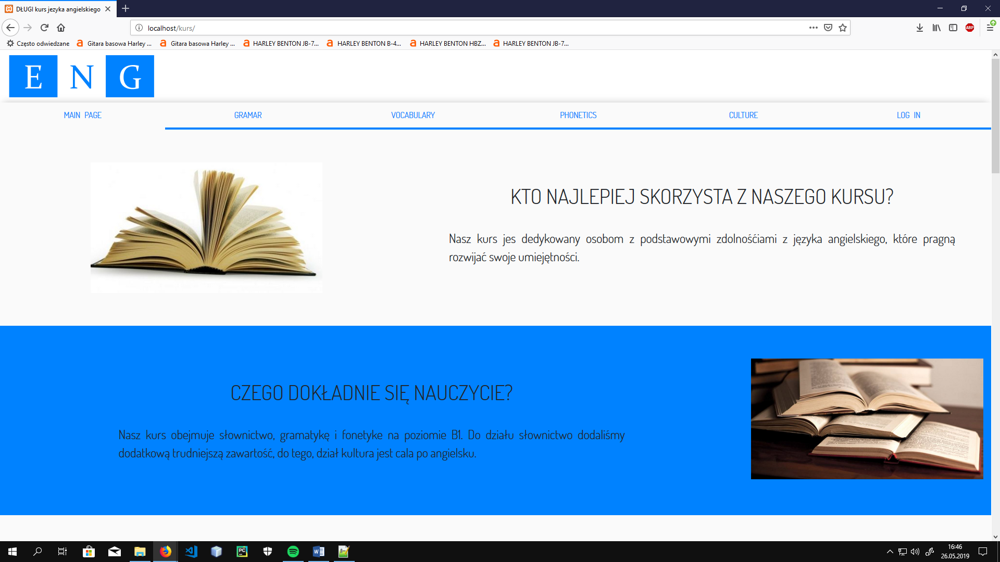 DŁUGI kurs jezyka angielskiego
localhost/kurs/
Często odwiedzane
Gitara basowa Harley ...
Gitara basowa Harley ...
HARLEY BENTON JB-7...
HARLEY BENTON B-4...
HARLEY BENTON HBZ...
HARLEY BENTON JB-7...
ABP
E N G
MAIN PAGE
GRAMAR
VOCABULARY
PHONETICS
CULTURE
LOG IN
KTO NAJLEPIEJ SKORZYSTA Z NASZEGO KURSU?
Nasz kurs jes dedykowany osobom z podstawowymi zdolnośćiami z języka angielskiego, które pragną
rozwijać swoje umiejętności.
CZEGO DOKŁADNIE SIĘ NAUCZYCIE?
Nasz kurs obejmuje słownictwo, gramatykę i fonetyke na poziomie B1. Do działu słownictwo dodaliśmy
dodatkową trudniejszą zawartość, do tego, dział kultura jest cala po angielsku.
PC
16:46
26.05.2019